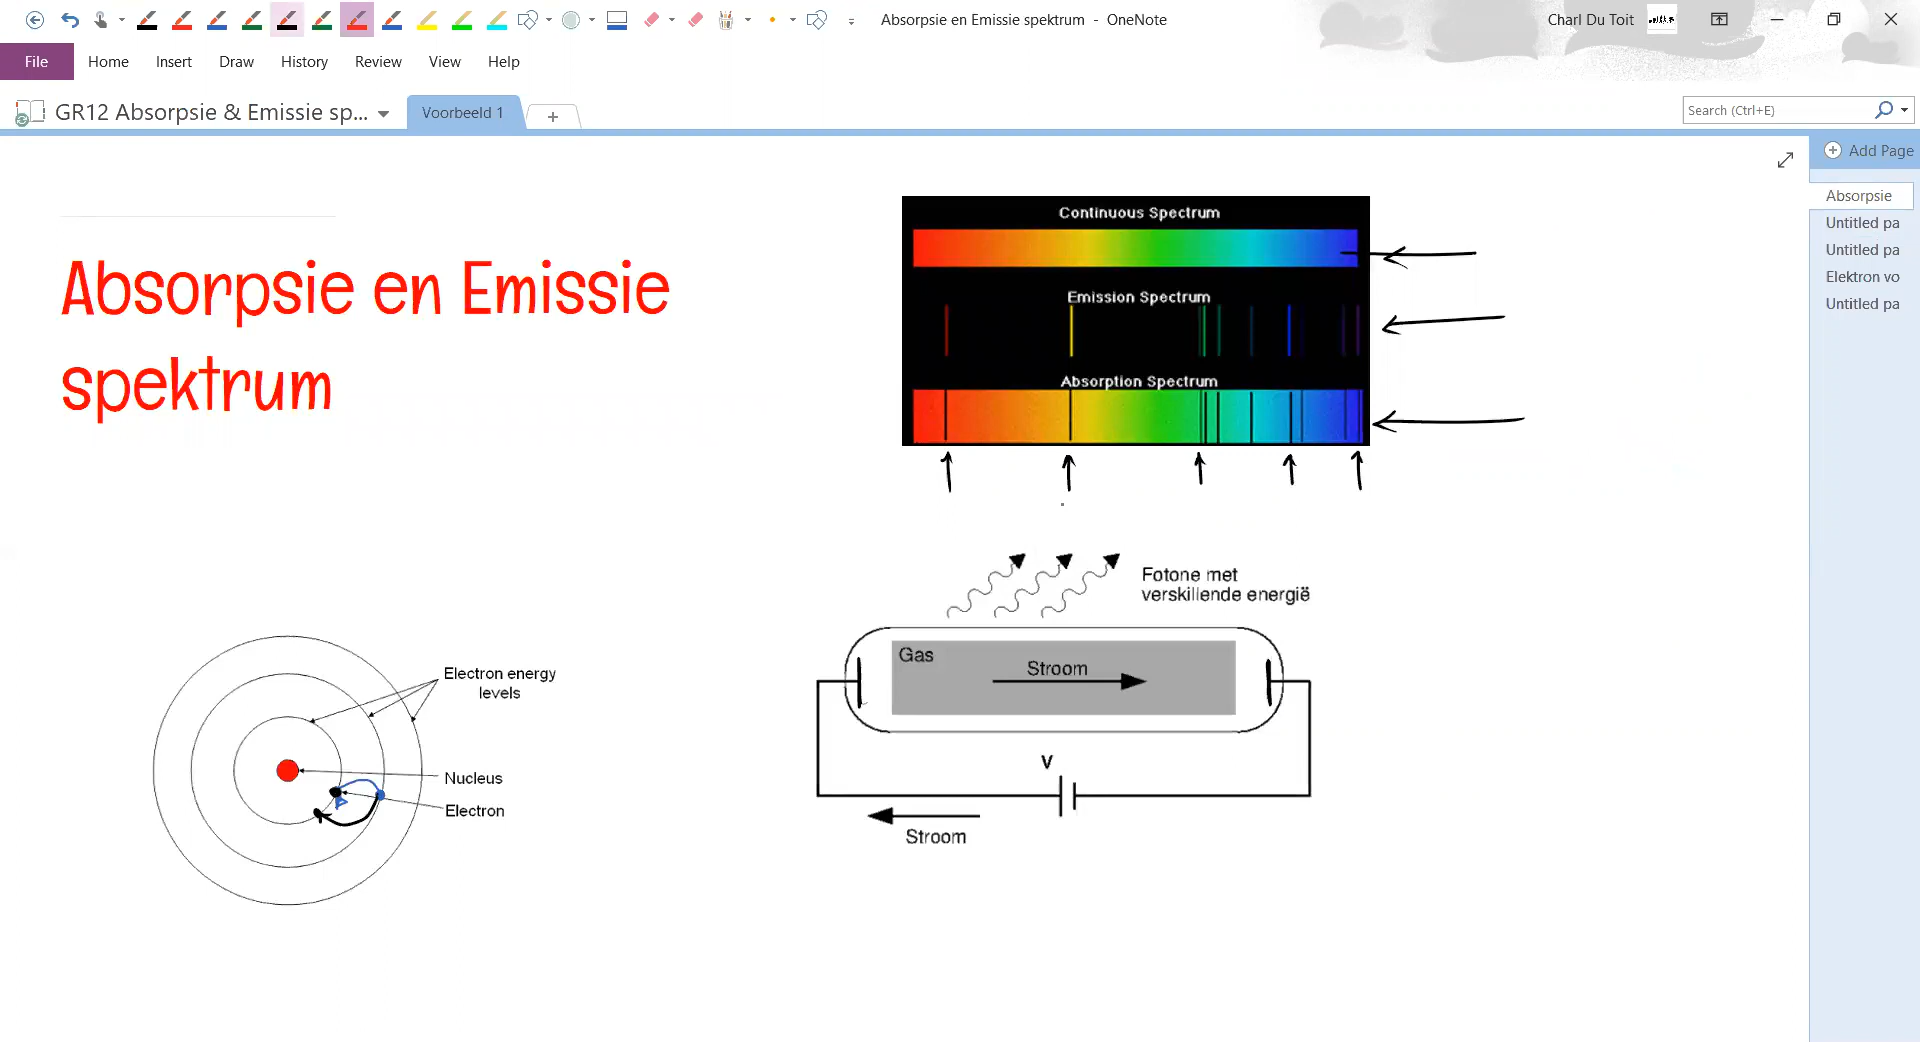 Absorpsie en Emissie spektrum - OneNote
Charl Du Toit
File Home Insert Draw History Review View Help
GR12 Absorpsie & Emissie sp...
Voorbeeld 1
Search (Ctrl+E)
Add Page
Absorpsie
Untitled pa
Untitled pa
Elektron vo
Untitled pa
Absorpsie en Emissie
spektrum
Continuous Spectrum
Emission Spectrum
Absorption Spectrum
Electron energy
levels
Nucleus
Electron
Fotone met
verskillende energië
Gas
Stroom
V
Stroom